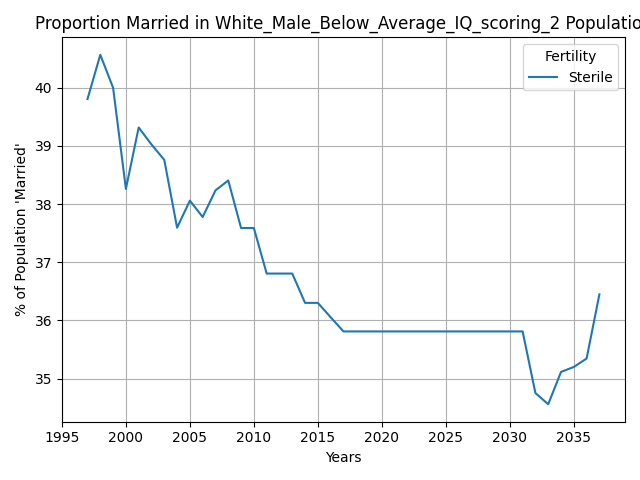 Proportion Married in White_Male_Below_Average_IQ_scoring_2 Populatio
Fertility
Sterile
% of Population 'Married'
40
39
38
37
36
35
1995 2000 2005 2010 2015 2020 2025 2030 2035
Years